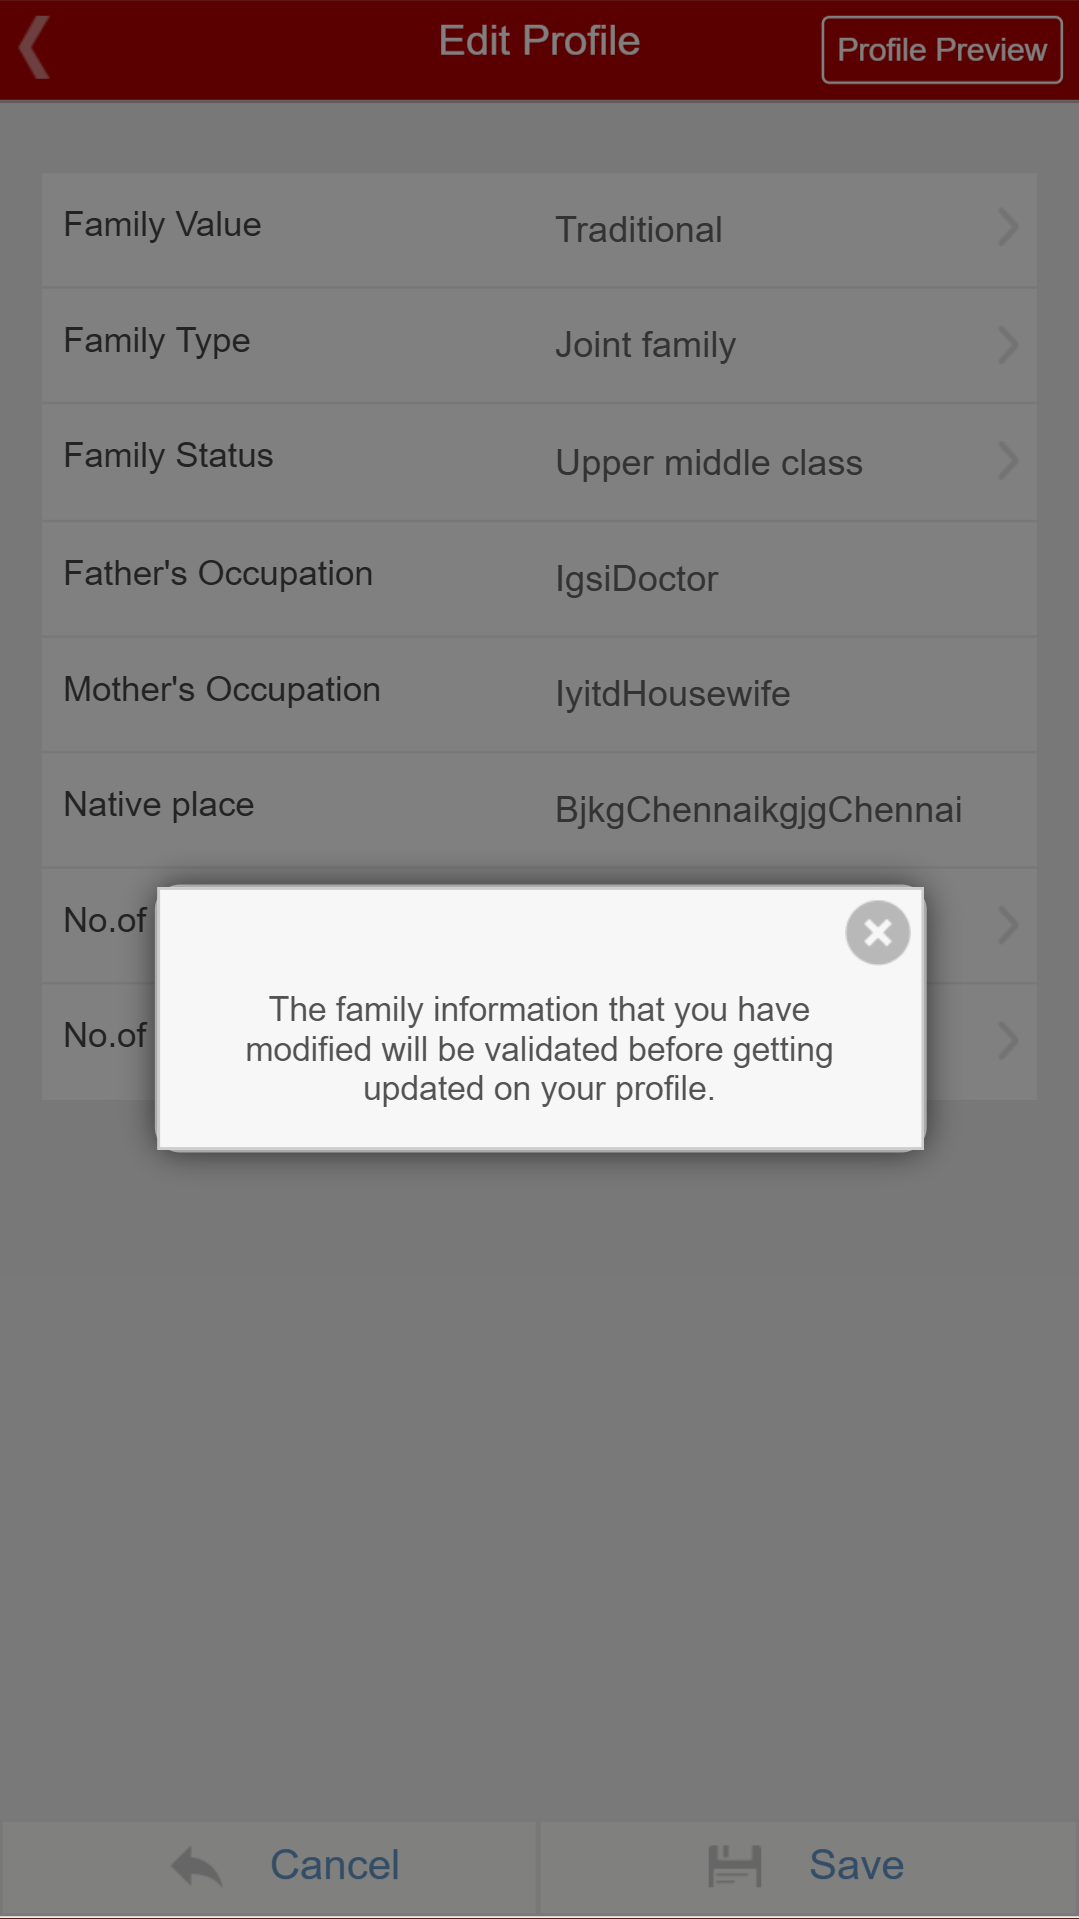 Edit Profile
Profile Preview
Family Value
Traditional
Family Type
Joint family
Family Status
Upper middle class
Father's Occupation
IgsiDoctor
Mother's Occupation
IyitdHousewife
Native place
BjkgChennaikgjgChennai
No.of
No.of
The family information that you have
modified will be validated before getting
updated on your profile.
Cancel
Save